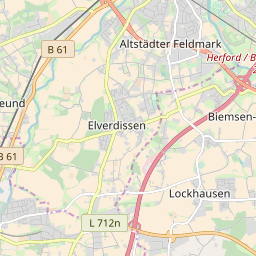 B 61
Altstädter Feldmark
Herford / B
eund
Elverdissen
Biemsen-
B 61
Lockhausen
L 712n